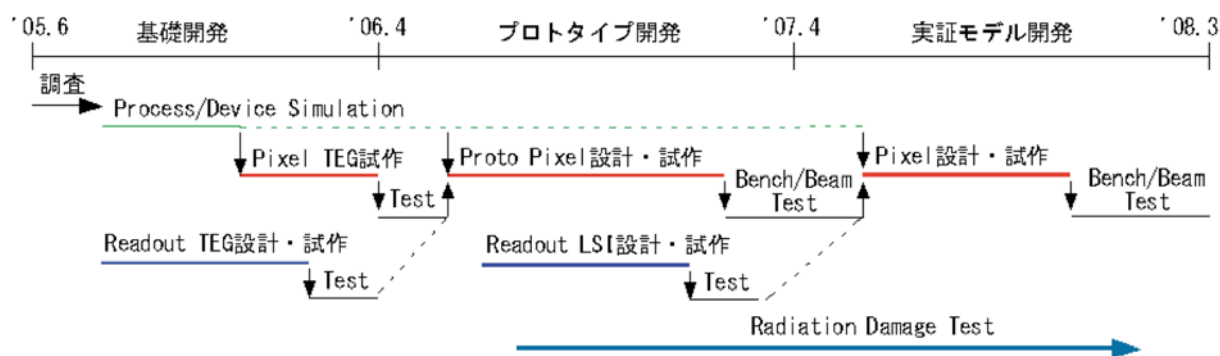 '05.6 基礎開発 '06.4 プロトタイプ開発 '07.4 実証モデル開発 '08.3
調査
Process/Device Simulation
Pixel TEG試作 Proto Pixel設計・試作 Pixel設計・試作
Test Bench/Beam Test Bench/Beam Test
Readout TEG設計・試作 Readout LSI設計・試作
Test Test
Radiation Damage Test